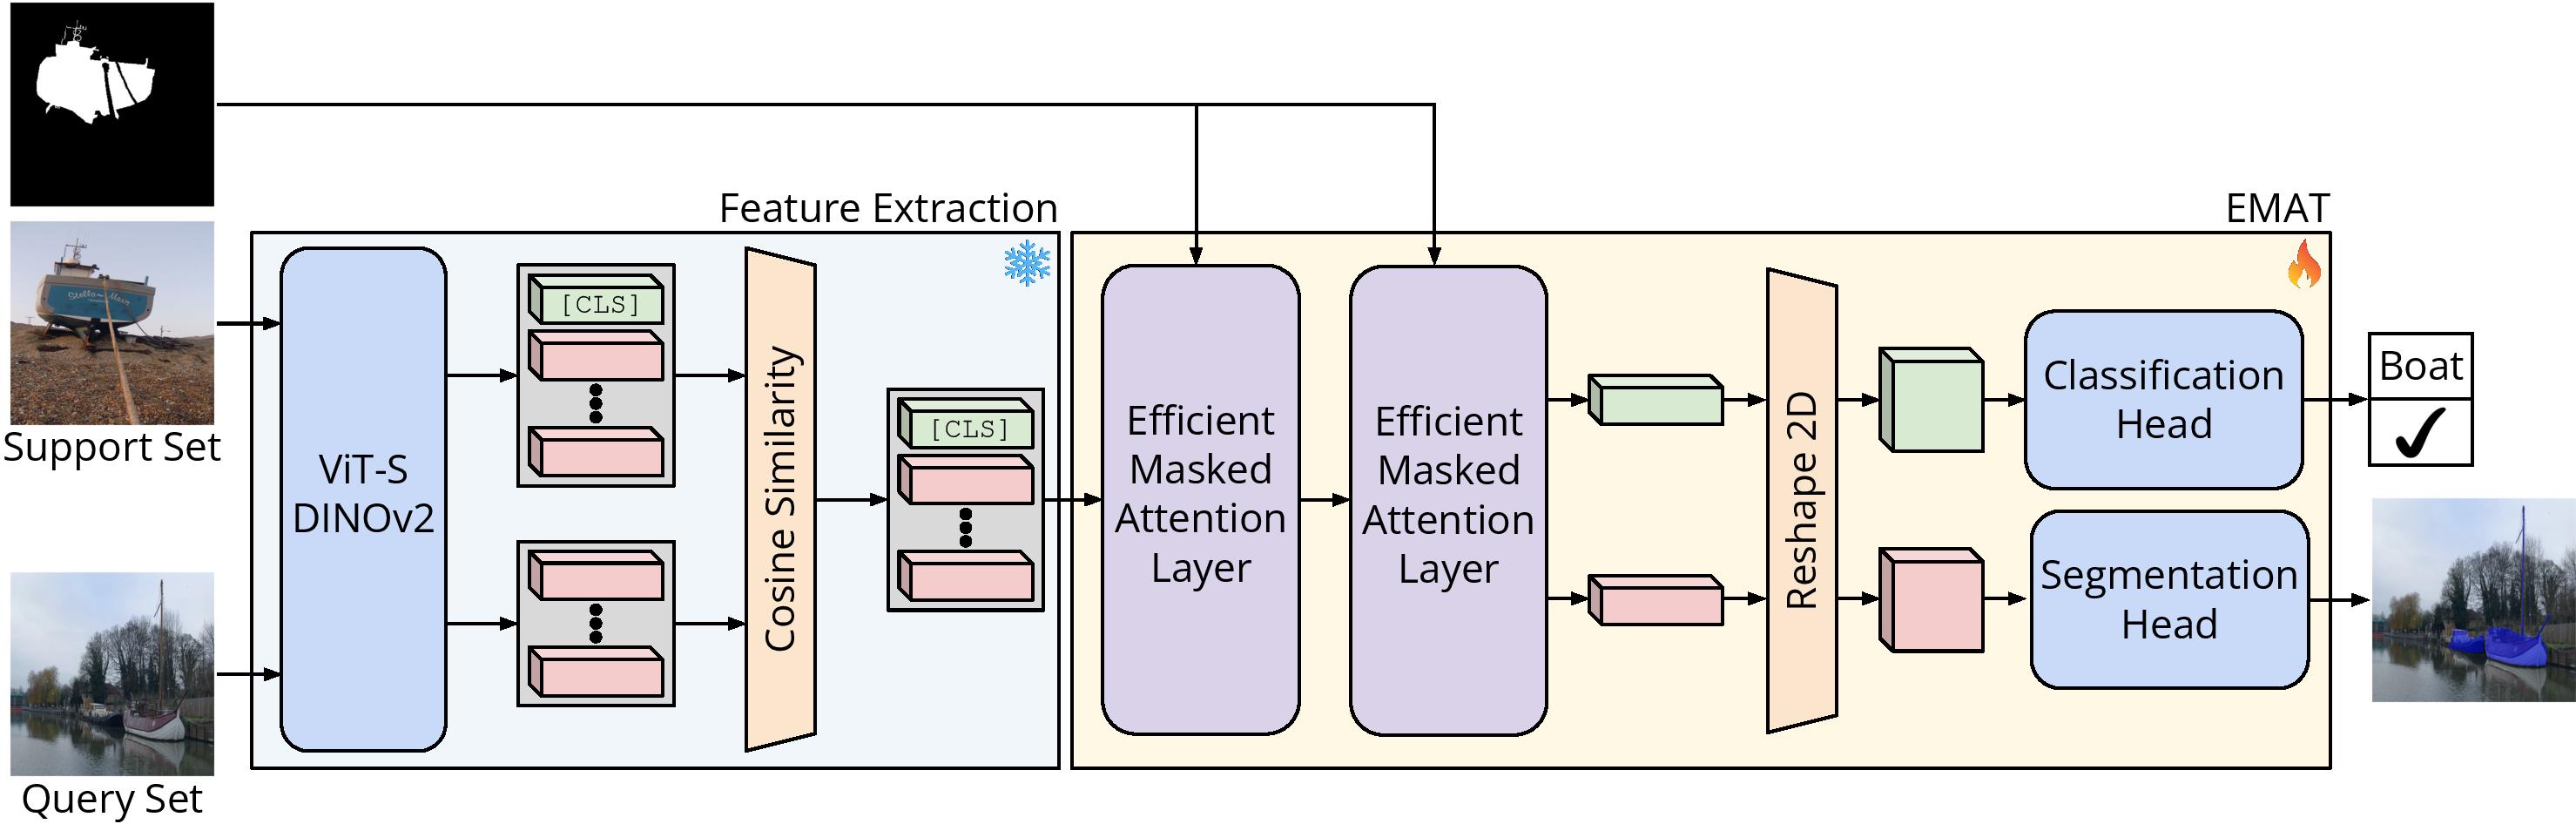 Feature Extraction
EMAT
Support Set
Query Set
ViT-S
DINOv2
[CLS]
Cosine Similarity
[CLS]
Efficient
Masked
Attention
Layer
Efficient
Masked
Attention
Layer
Reshape 2D
Classification
Head
Segmentation
Head
Boat